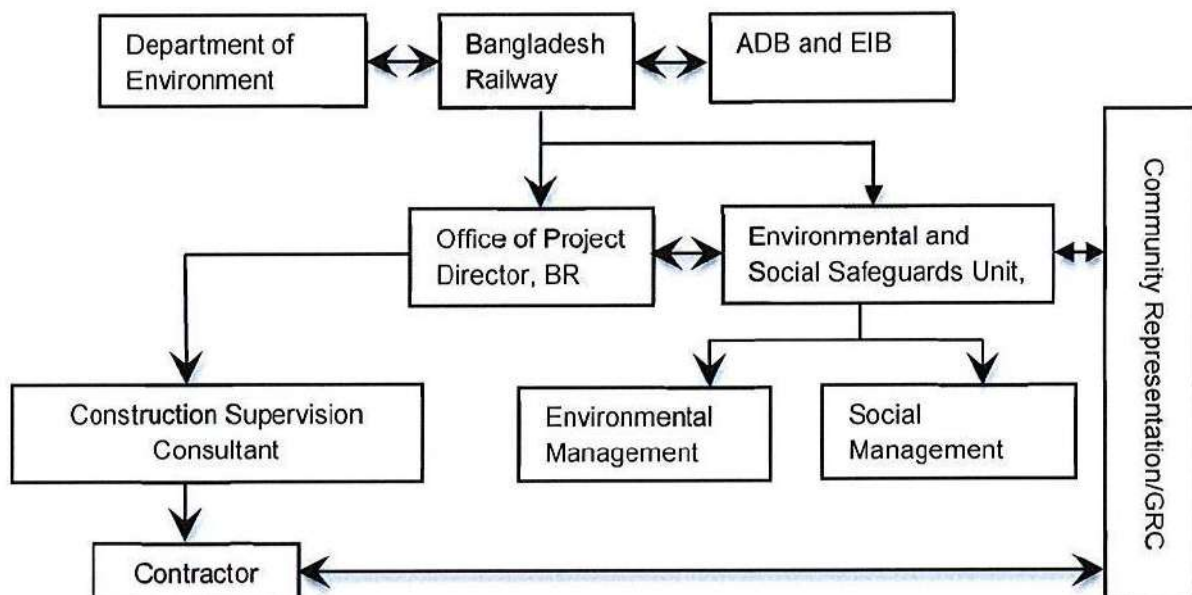 Department of
Environment
Bangladesh
Railway
ADB and EIB
Office of Project
Director, BR
Environmental and
Social Safeguards Unit,
Community Representation/GRC
Construction Supervision
Consultant
Environmental
Management
Social
Management
Contractor